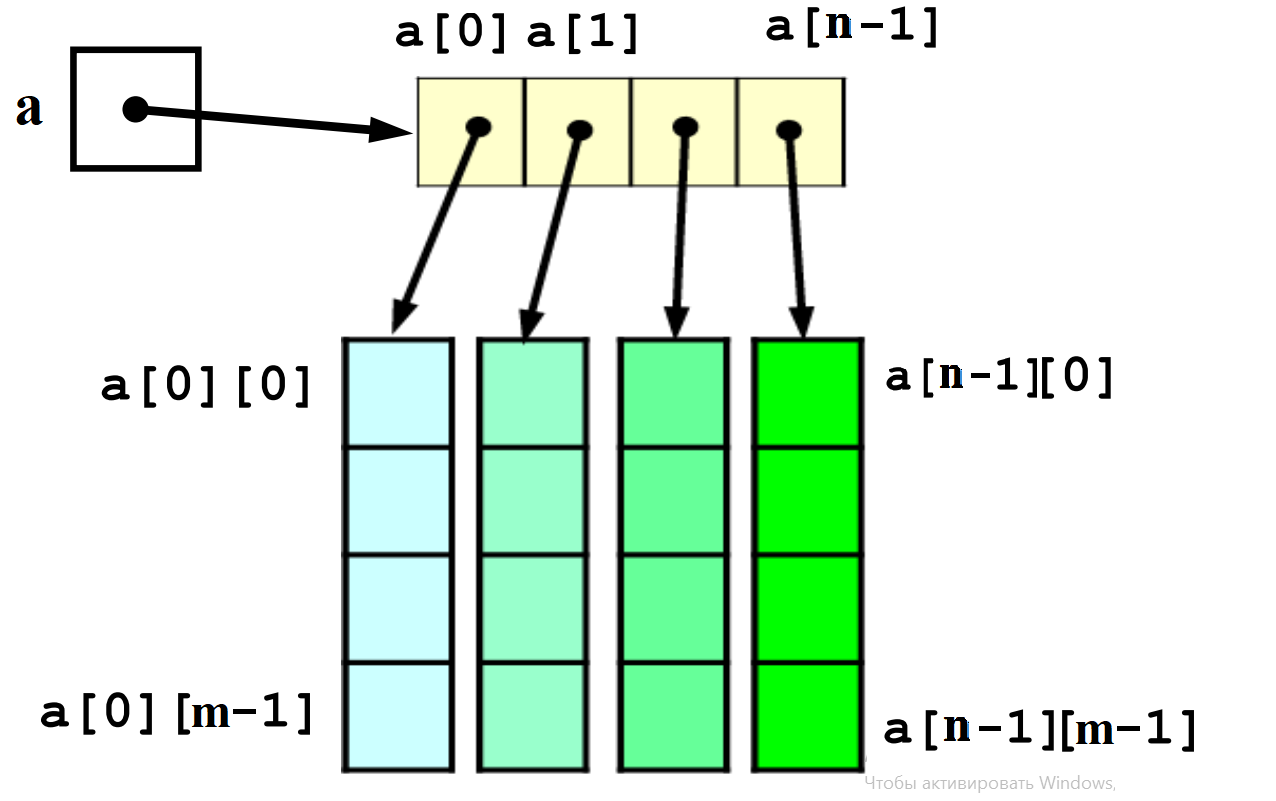 a[0] a[1] a[n-1]
a
a[0][0] a[n-1][0]
a[0][m-1] a[n-1][m-1]
Чтобы активировать Windows,